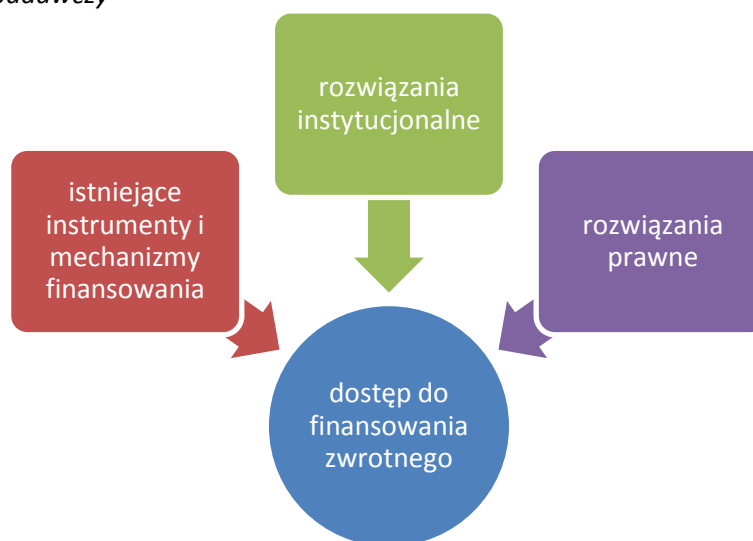 rozwiązania
instytucjonalne
istniejące
instrumenty i
mechanizmy
finansowania
rozwiązania
prawne
dostęp do
finansowania
zwrotnego